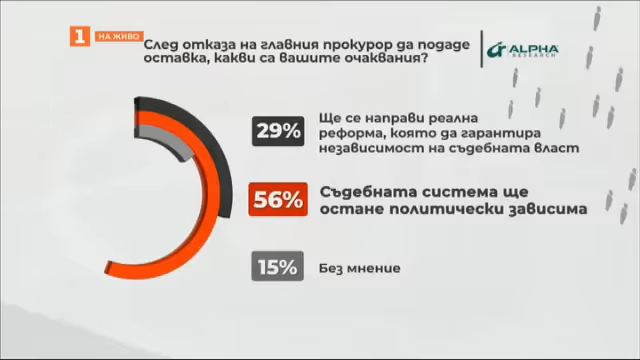 1 НА ЖИВО
След отказа на главния прокурор да подаде
оставка, какви са вашите очаквания?
ALPHA
RESEARCH
29%
Ще се направи реална
реформа, която да гарантира
независимост на съдебната власт
56%
Съдебната система ще
остане политически зависима
15%
Без мнение